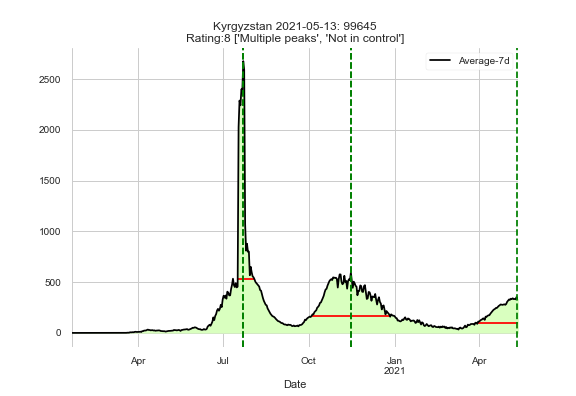 Kyrgyzstan 2021-05-13: 99645
Rating:8 ['Multiple peaks', 'Not in control']
Average-7d
2500
2000
1500
1000
500
0
Apr
Jul
Oct
Jan
2021
Apr
Date